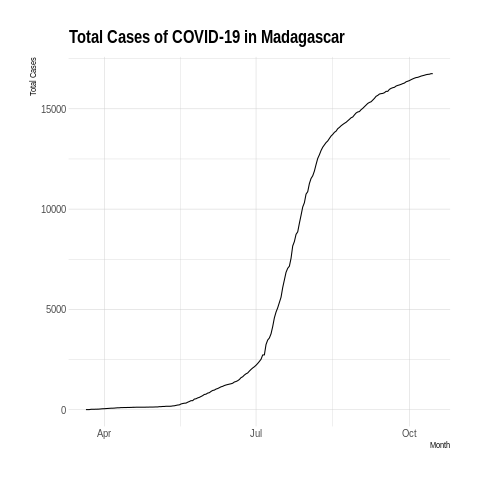 Total Cases of COVID-19 in Madagascar
Total Cases
15000
10000
5000
0
Apr Jul Oct
Month